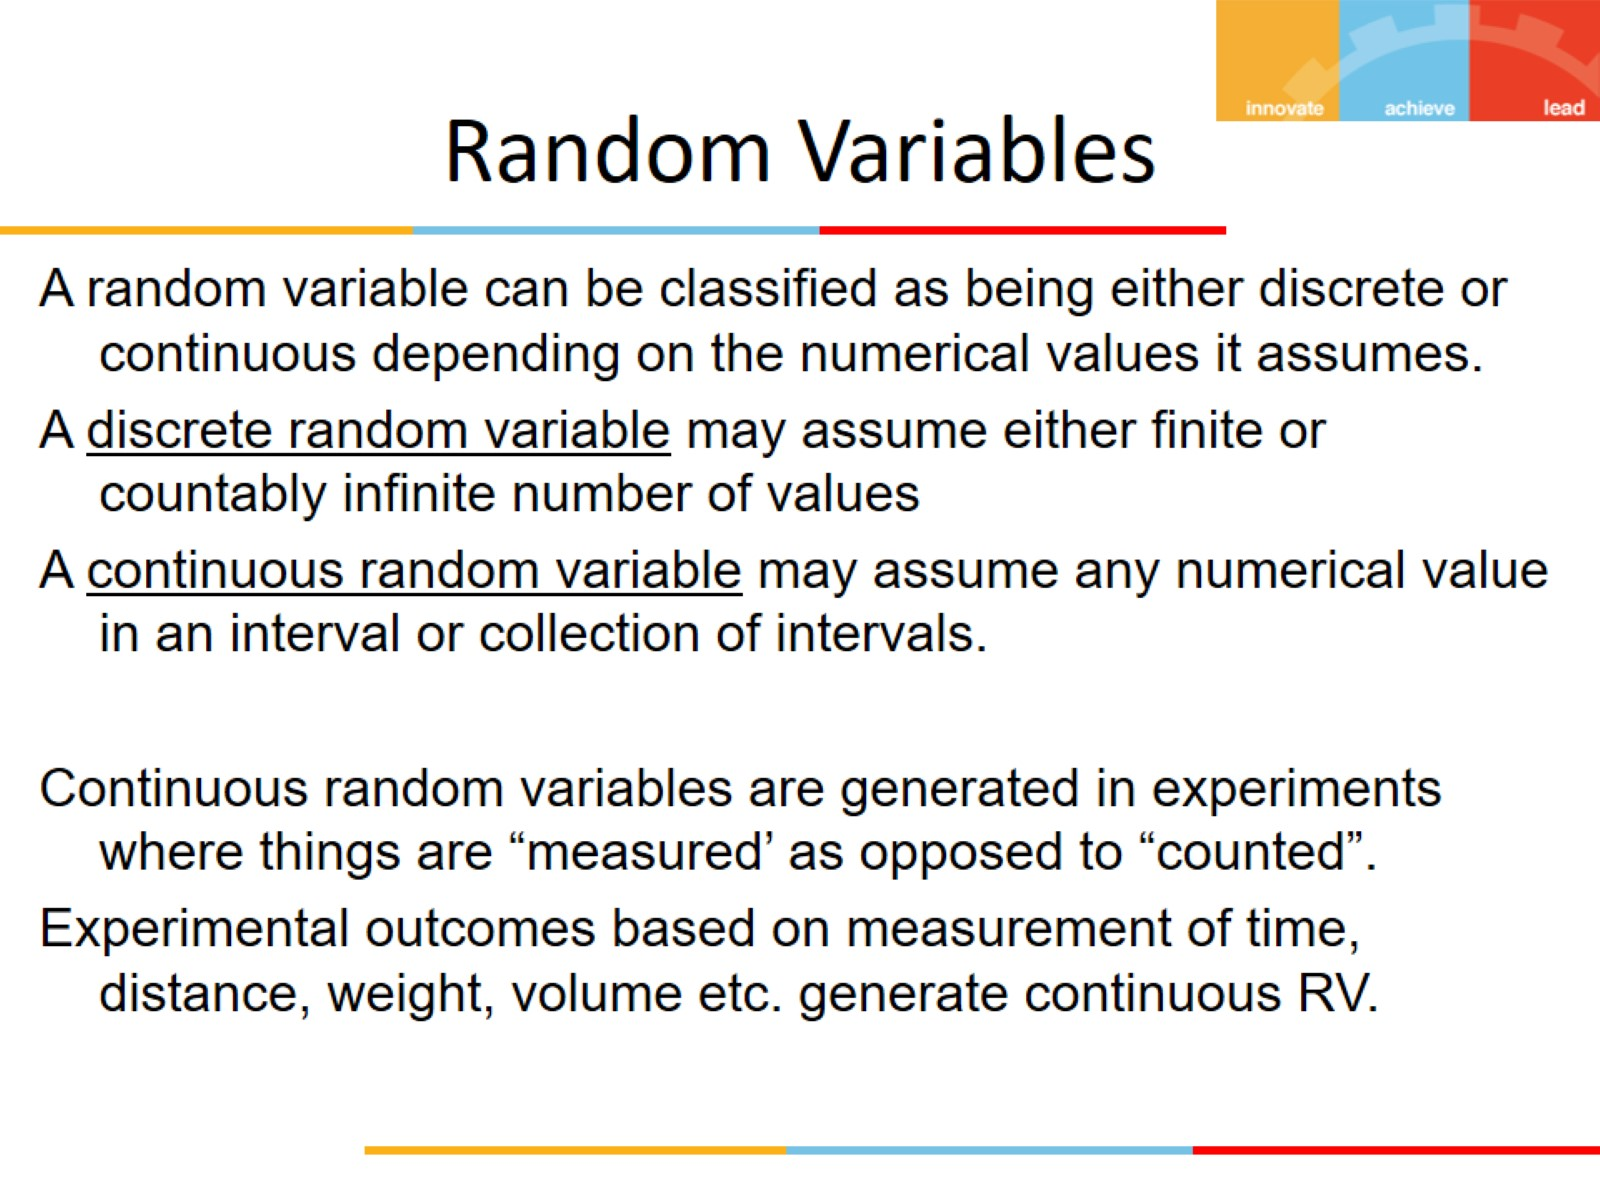 innovate achieve lead
Random Variables
A random variable can be classified as being either discrete or
continuous depending on the numerical values it assumes.
A discrete random variable may assume either finite or
countably infinite number of values
A continuous random variable may assume any numerical value
in an interval or collection of intervals.
Continuous random variables are generated in experiments
where things are “measured’ as opposed to “counted”.
Experimental outcomes based on measurement of time,
distance, weight, volume etc. generate continuous RV.